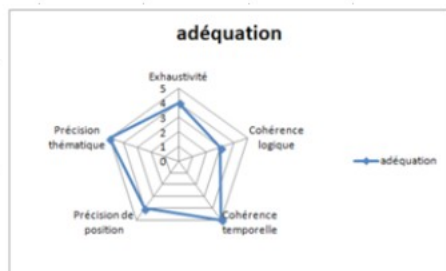 adéquation
Exhaustivité
5
4
3
2
1
0
Cohérence
logique
Cohérence
temporelle
Précision de
position
Précision
thématique
adéquation